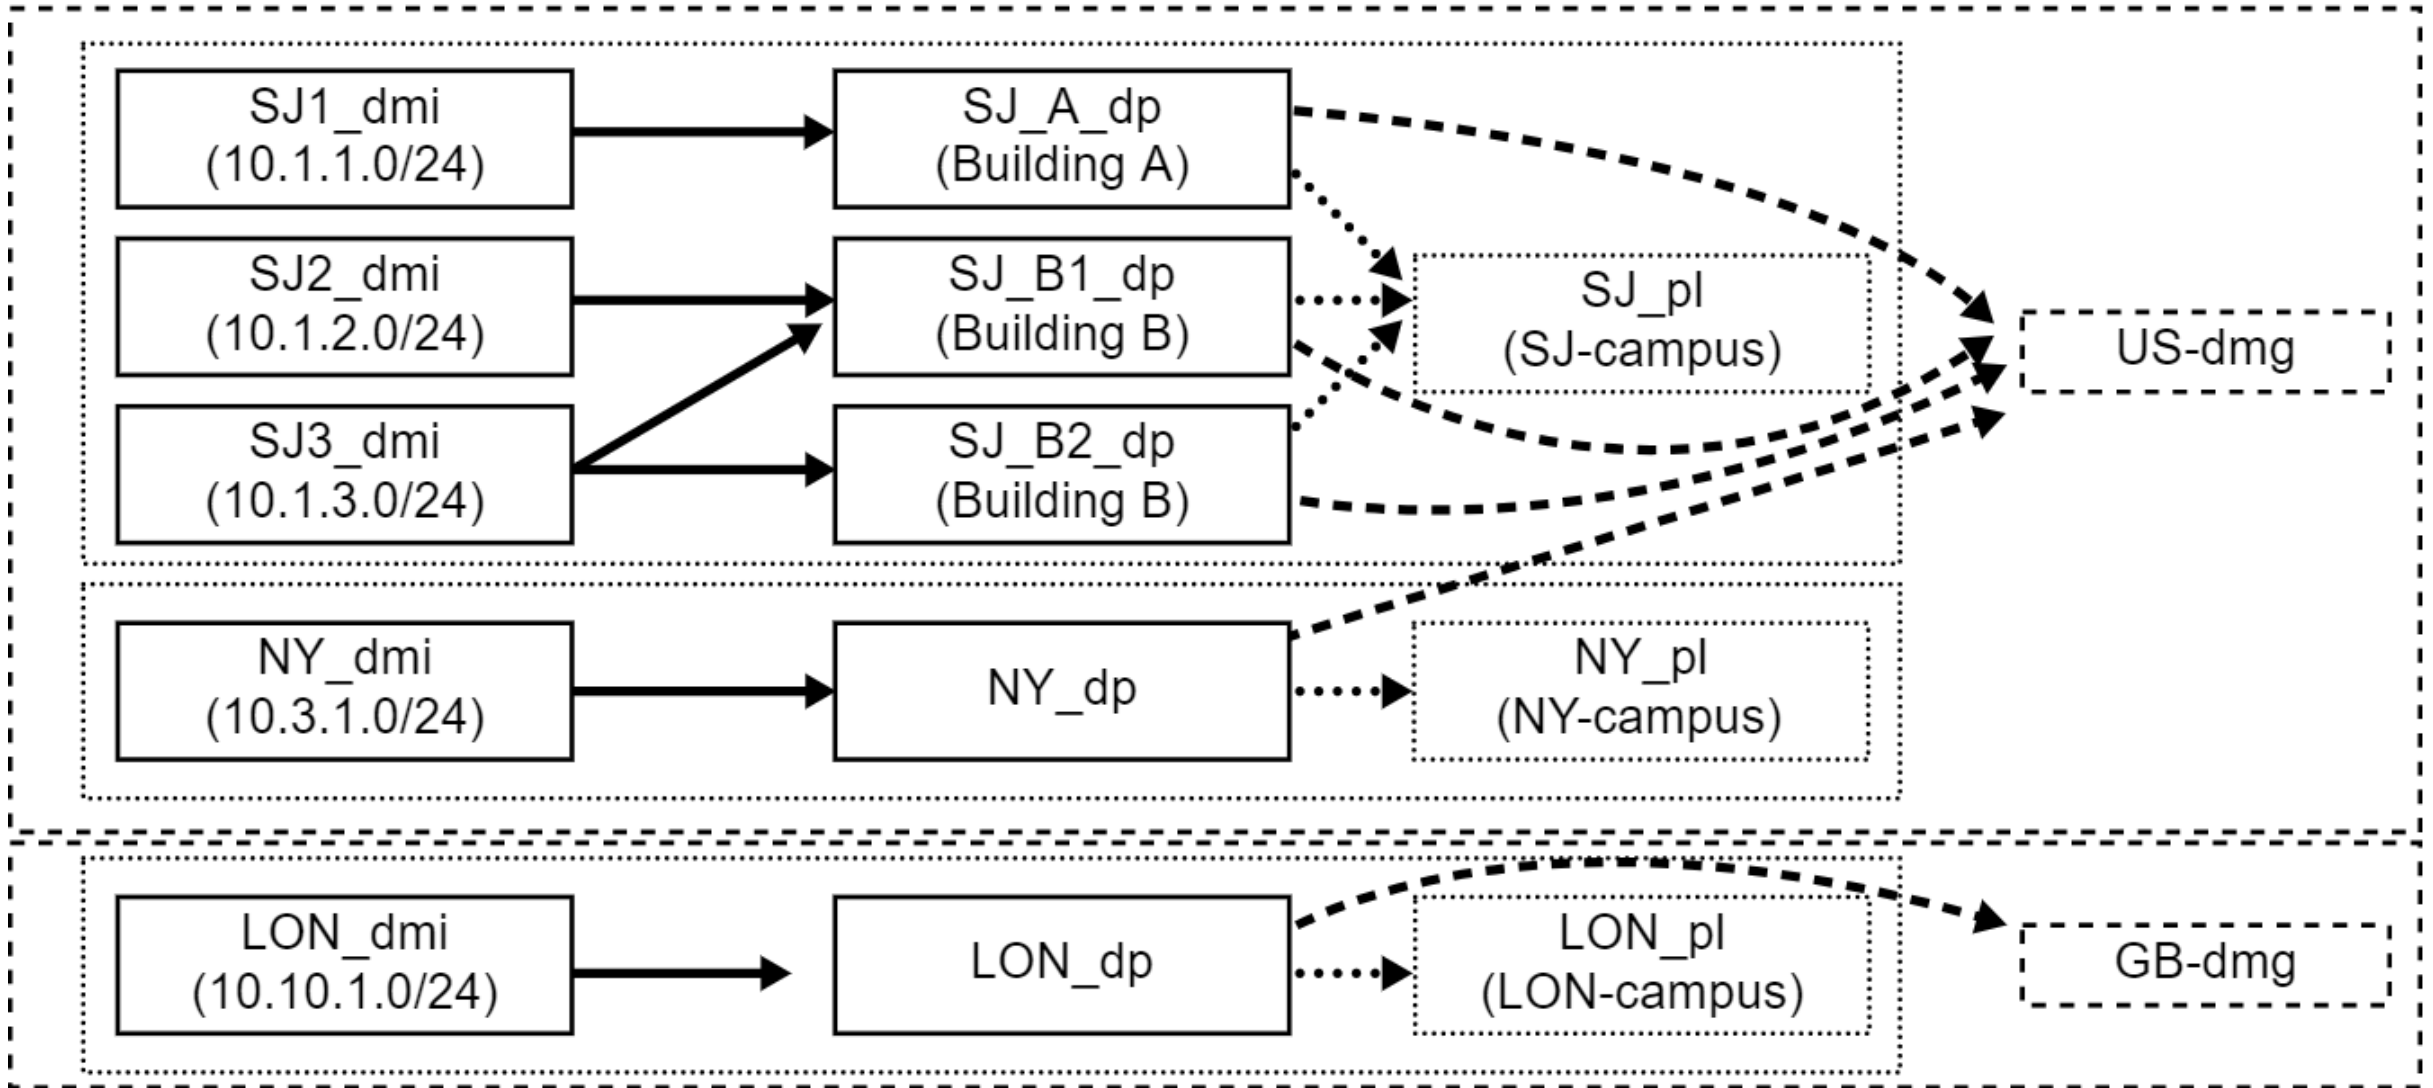 SJ1_dmi
(10.1.1.0/24)
SJ_A_dp
(Building A)
SJ2_dmi
(10.1.2.0/24)
SJ_B1_dp
(Building B)
SJ_pl
(SJ-campus)
US-dmg
SJ3_dmi
(10.1.3.0/24)
SJ_B2_dp
(Building B)
NY_dmi
(10.3.1.0/24)
NY_dp
NY_pl
(NY-campus)
LON_dmi
(10.10.1.0/24)
LON_dp
LON_pl
(LON-campus)
GB-dmg